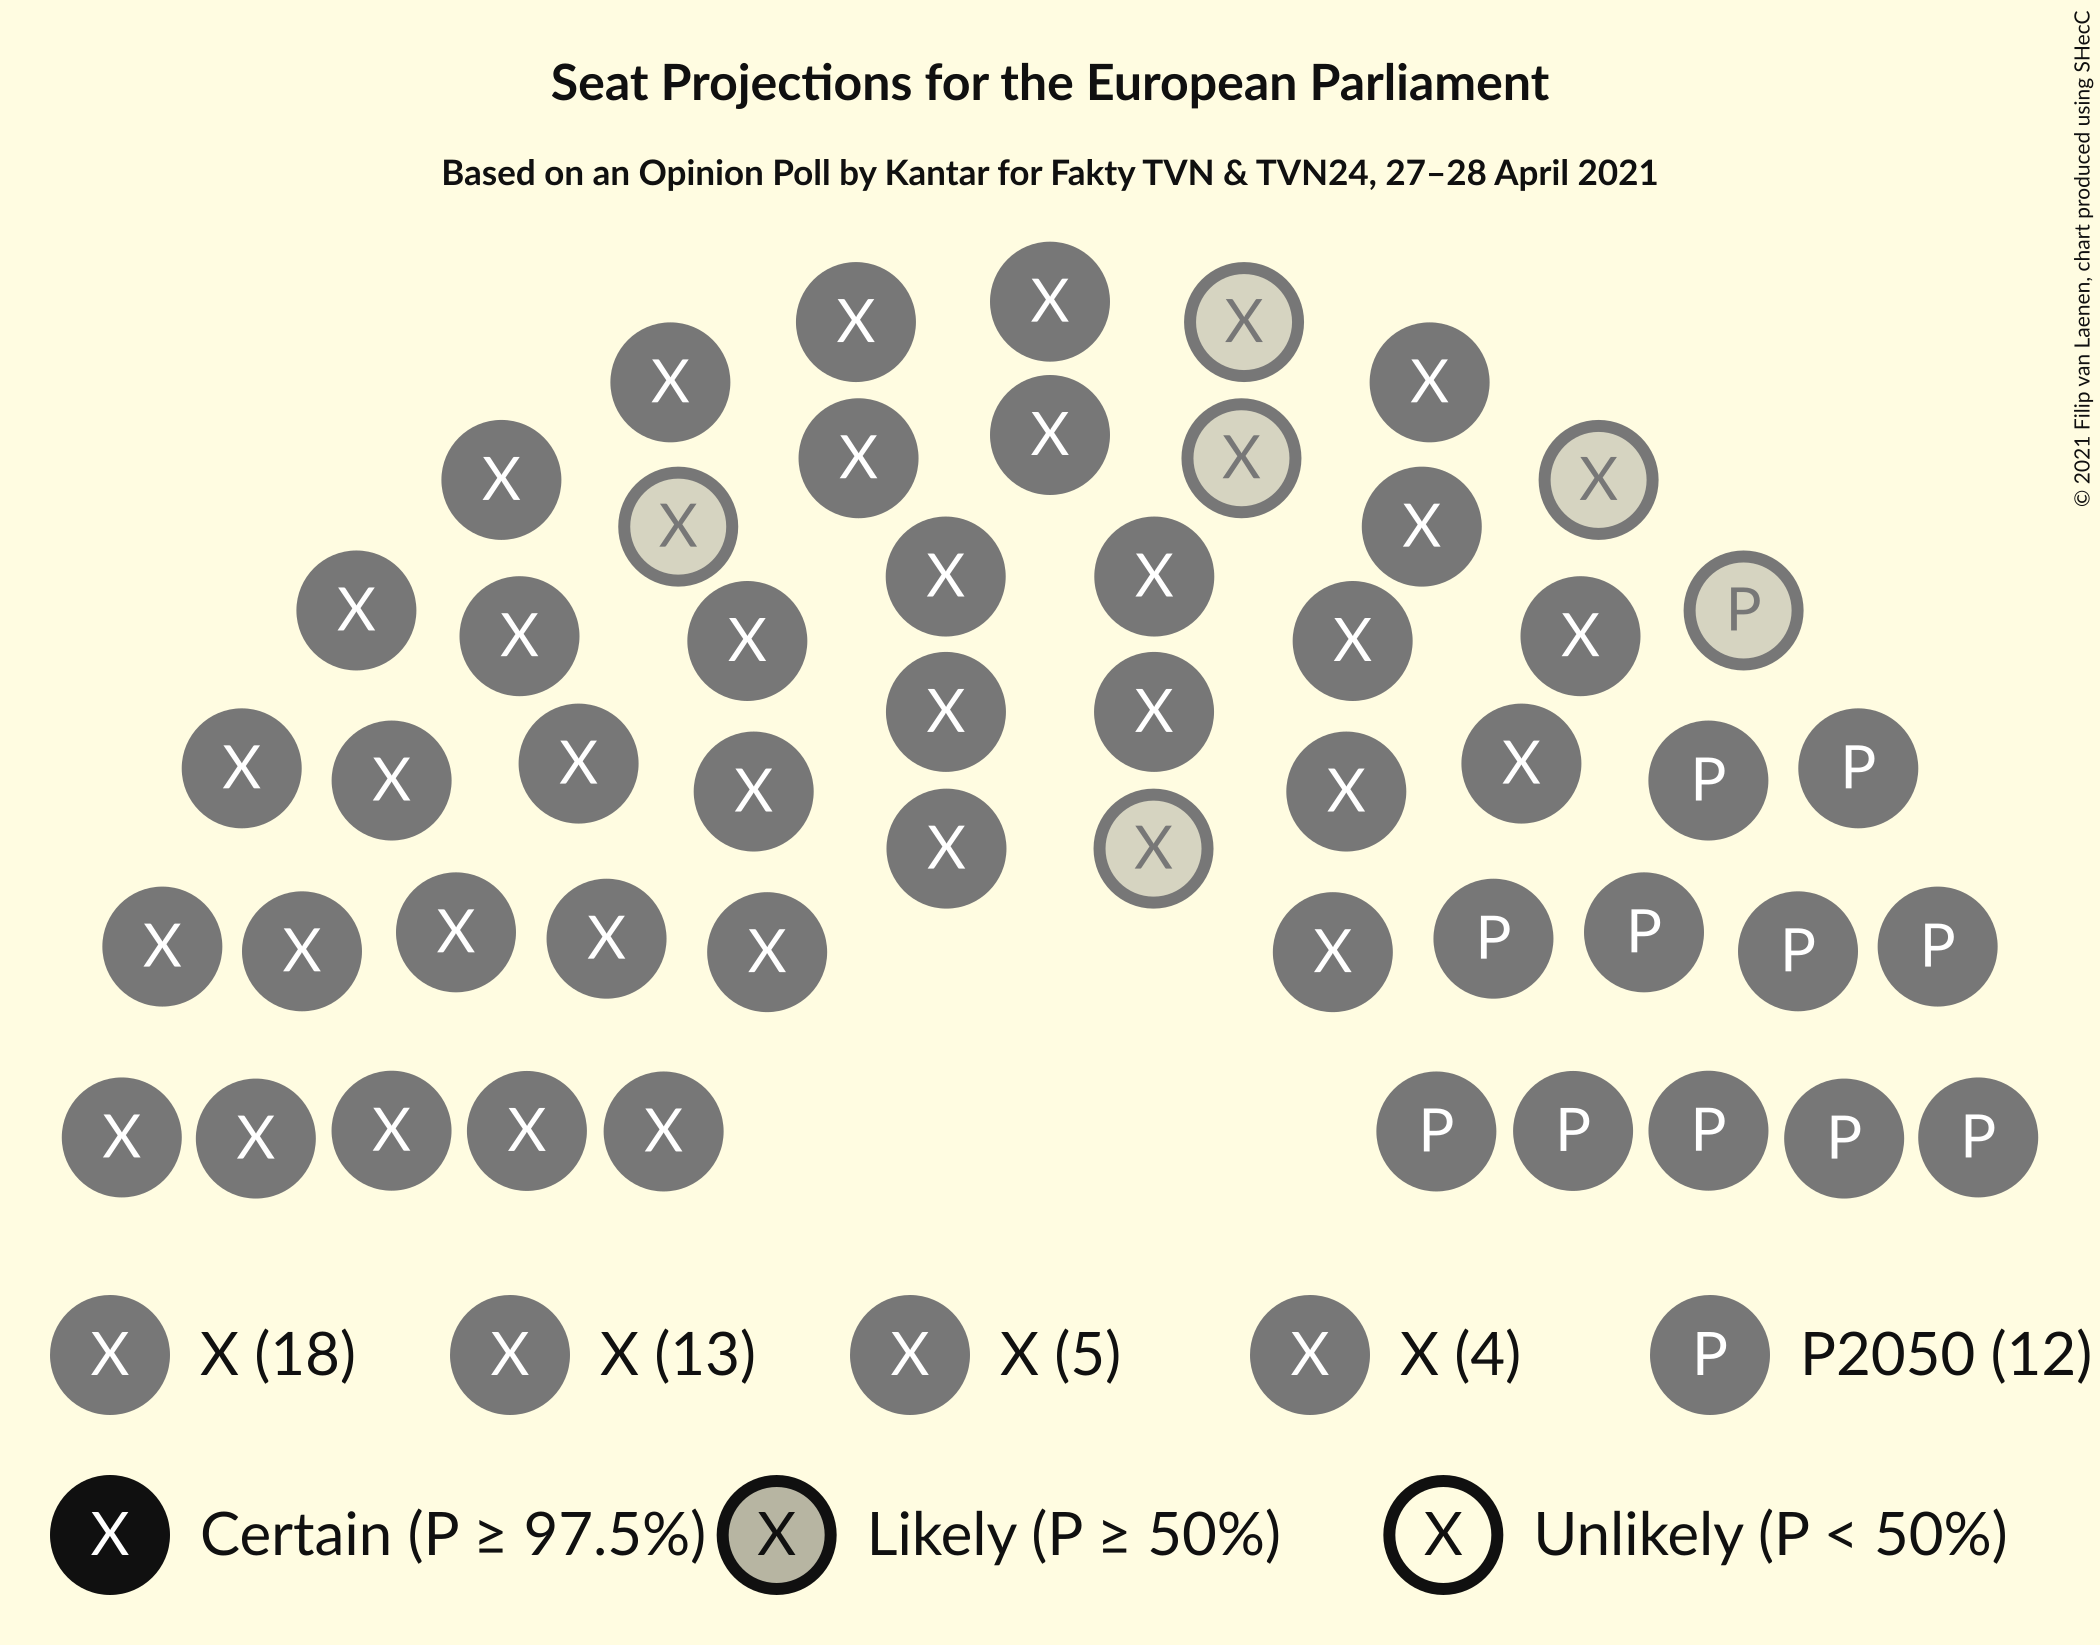 Seat Projections for the European Parliament
Based on an Opinion Poll by Kantar for Fakty TVN & TVN24, 27–28 April 2021
© 2021 Filip van Laenen, chart produced using SHecC
X
X X
X X
X
X X
X X
X X
X X
X X
X P
X X
X X
X X
X X
X P
X X
X X X P P
X X
X X
X X X P
X P
X X X P P
X X X X X P P P P P
X X (18) X X (13) X X (5) X X (4) P P2050 (12)
X Certain (P ≥ 97.5%) X Likely (P ≥ 50%) X Unlikely (P < 50%)